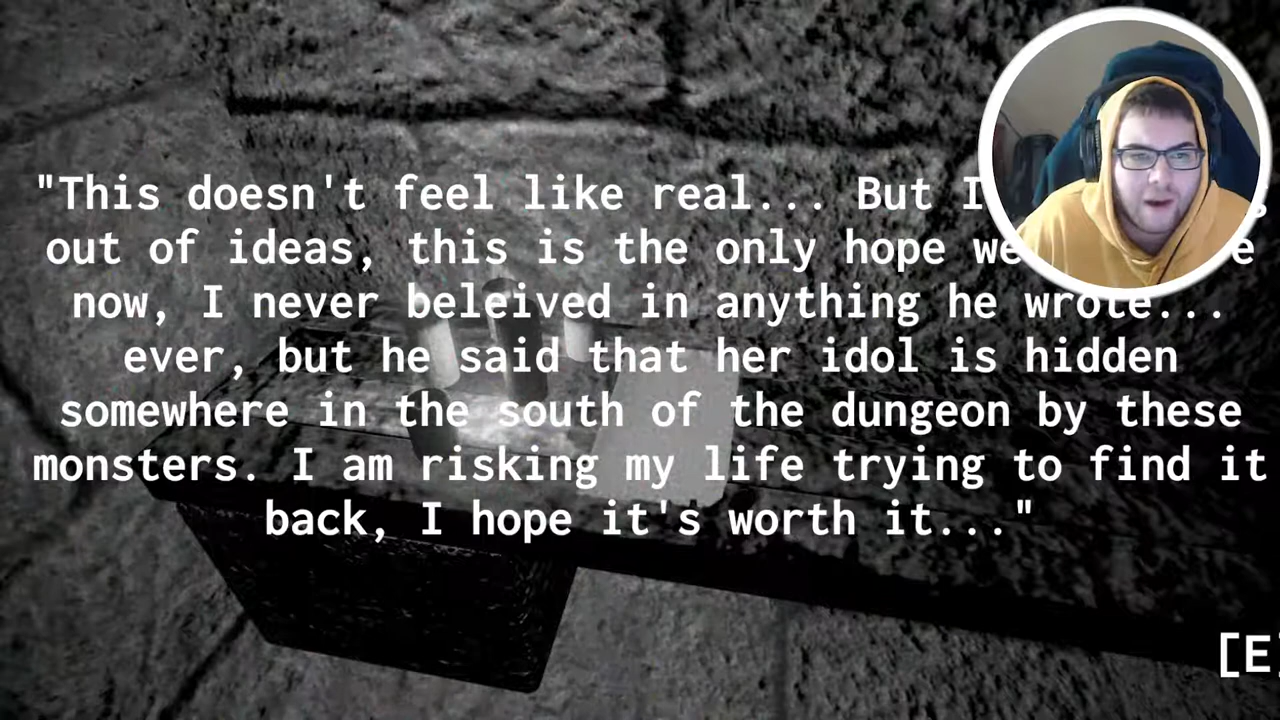 "This doesn't feel like real... But I
out of ideas, this is the only hope we
now, I never beleived in anything he wrote...
ever, but he said that her idol is hidden
somewhere in the south of the dungeon by these
monsters. I am risking my life trying to find it
back, I hope it's worth it..."
[E]